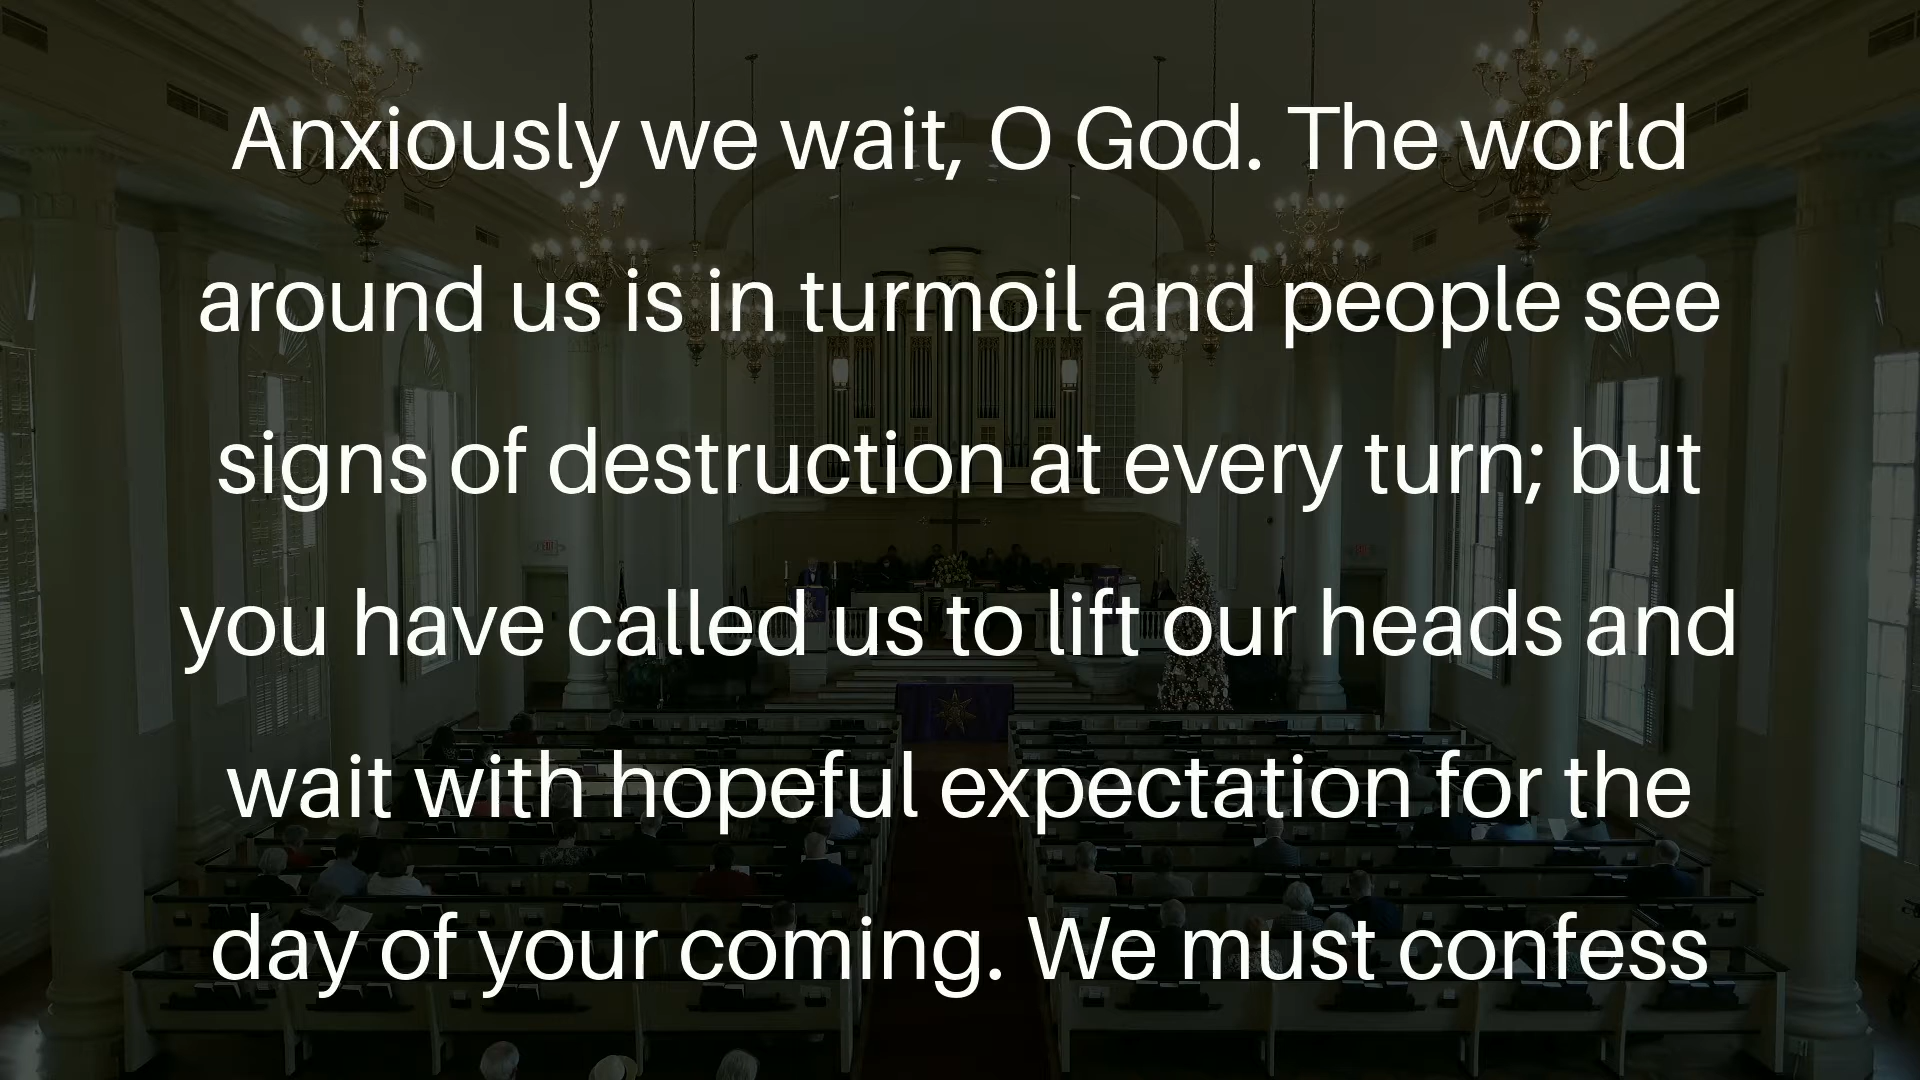 Anxiously we wait, O God. The world
around us is in turmoil and people see
signs of destruction at every turn; but
you have called us to lift our heads and
wait with hopeful expectation for the
day of your coming. We must confess